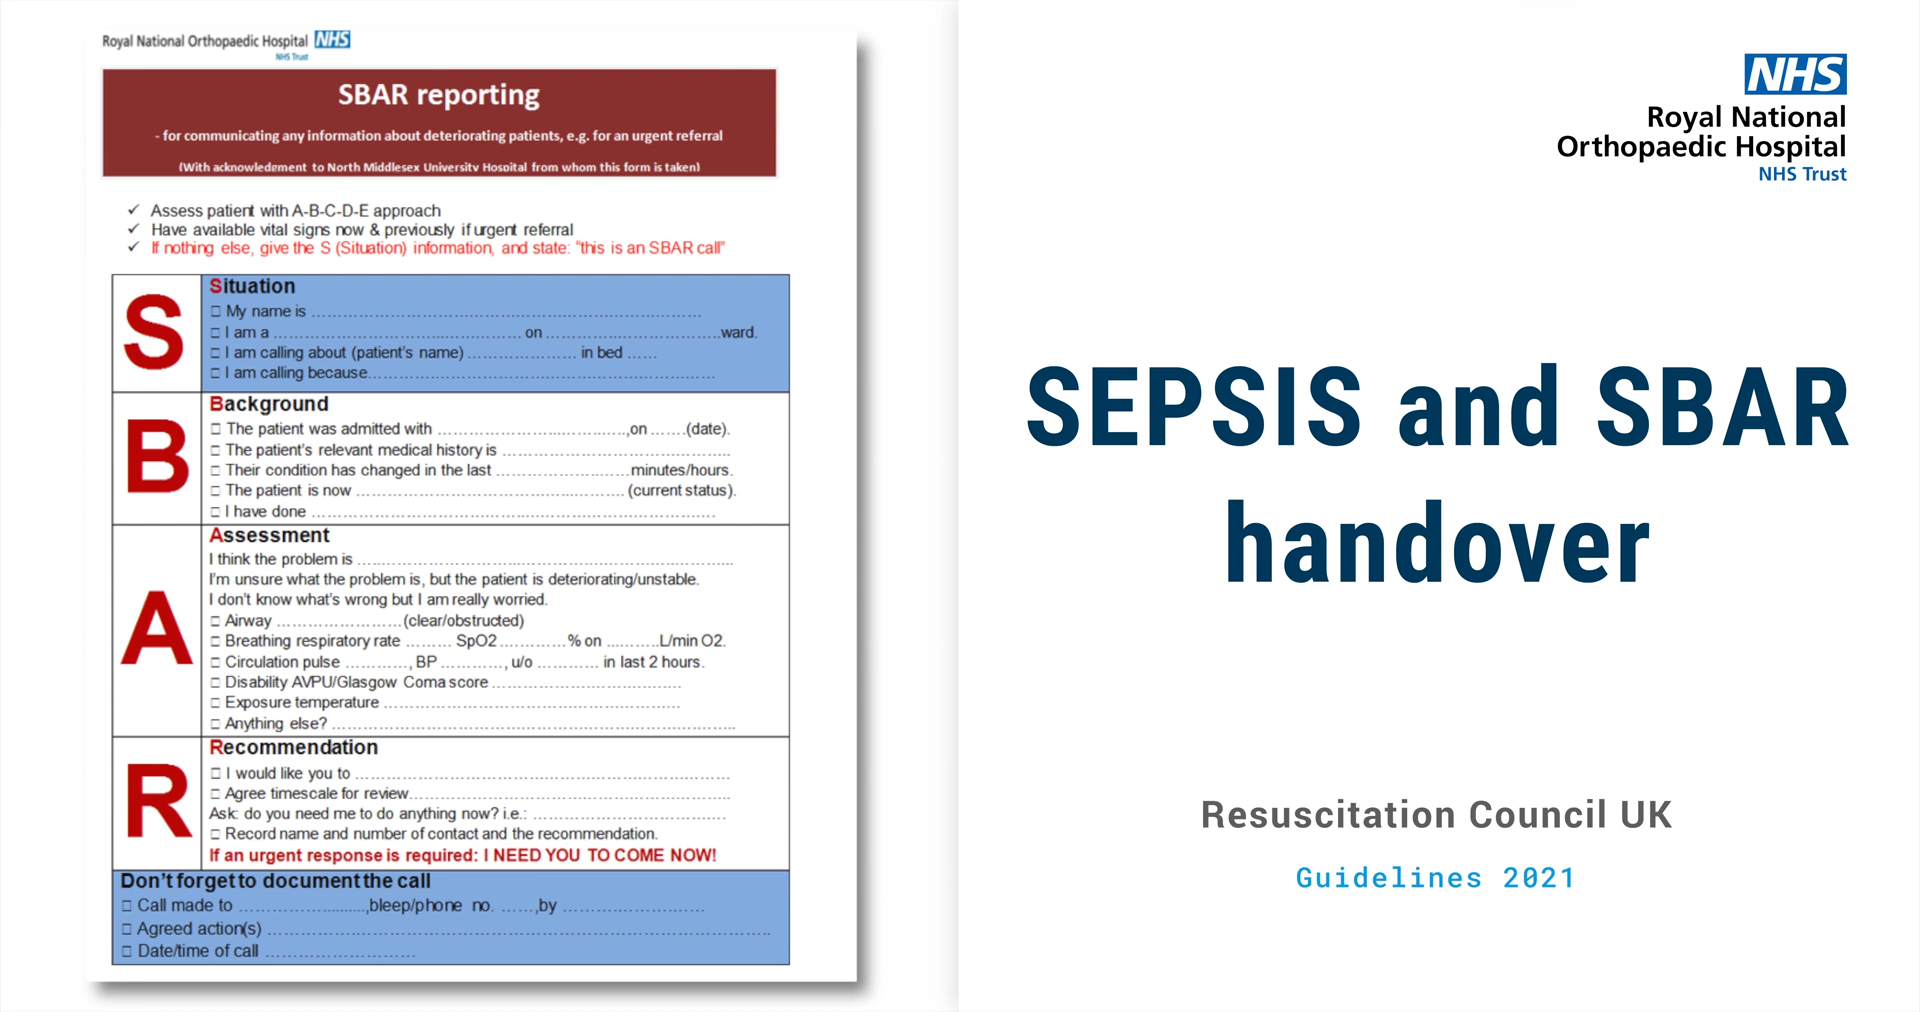 Royal National Orthopaedic Hospital NHS
NHS Trust
SBAR reporting
- for communicating any information about deteriorating patients, e.g. for an urgent referral
(With acknowledgment to North Middlesex University Hospital from whom this form is taken)
✓ Assess patient with A-B-C-D-E approach
✓ Have available vital signs now & previously if urgent referral
✓ If nothing else, give the S (Situation) information, and state: “this is an SBAR call”
S
Situation
□ My name is ……………………………………………………………
□ I am a ……………………………………… on …………………………..ward.
□ I am calling about (patient’s name) ………………… in bed ……
□ I am calling because……………………………………………………
B
Background
□ The patient was admitted with ……………………………..,on ……(date).
□ The patient’s relevant medical history is …………………………………..
□ Their condition has changed in the last ……………………minutes/hours.
□ The patient is now …………………………………………. (current status).
□ I have done ………………………………………………………………
A
Assessment
I think the problem is ………………………………………………………...
I’m unsure what the problem is, but the patient is deteriorating/unstable.
I don’t know what’s wrong but I am really worried.
□ Airway ……………………(clear/obstructed)
□ Breathing respiratory rate ……… SpO2…………% on ………L/min O2.
□ Circulation pulse …………, BP …………, u/o ………… in last 2 hours.
□ Disability AVPU/Glasgow Coma score ……………………………
□ Exposure temperature ………………………………………………
□ Anything else? …………………………………………………………..
R
Recommendation
□ I would like you to ……………………………………………………………
□ Agree timescale for review…………………………………………………..
Ask: do you need me to do anything now? i.e.: ………………………………
□ Record name and number of contact and the recommendation.
If an urgent response is required: I NEED YOU TO COME NOW!
Don’t forget to document the call
□ Call made to ……………..........,bleep/phone no. ……,by ………………………
□ Agreed action(s) …………………………………………………………………………..
□ Date/time of call …………………………
NHS
Royal National
Orthopaedic Hospital
NHS Trust
SEPSIS and SBAR
handover
Resuscitation Council UK
Guidelines 2021